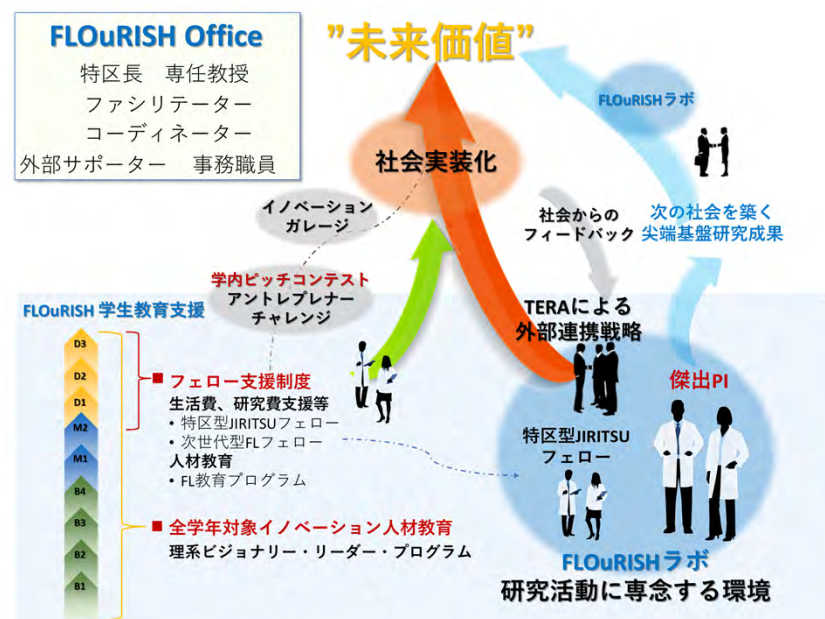 FLOuRISH Office
特区長　専任教授
ファシリテーター
コーディネーター
外部サポーター　事務職員
”未来価値”
FLOuRISHラボ
社会実装化
イノベーション
ガレージ
社会からの
フィードバック
次の社会を築く
尖端基盤研究成果
学内ピッチコンテスト
アントレプレナー
チャレンジ
FLOuRISH 学生教育支援
TERAによる
外部連携戦略
D3
D2
D1
M2
M1
B4
B3
B2
B1
■ フェロー支援制度
生活費、研究費支援等
• 特区型JIRITSUフェロー
• 次世代型FLフェロー
人材教育
• FL教育プログラム
■ 全学年対象イノベーション人材教育
理系ビジョナリー・リーダー・プログラム
傑出PI
特区型JIRITSU
フェロー
FLOuRISHラボ
研究活動に専念する環境